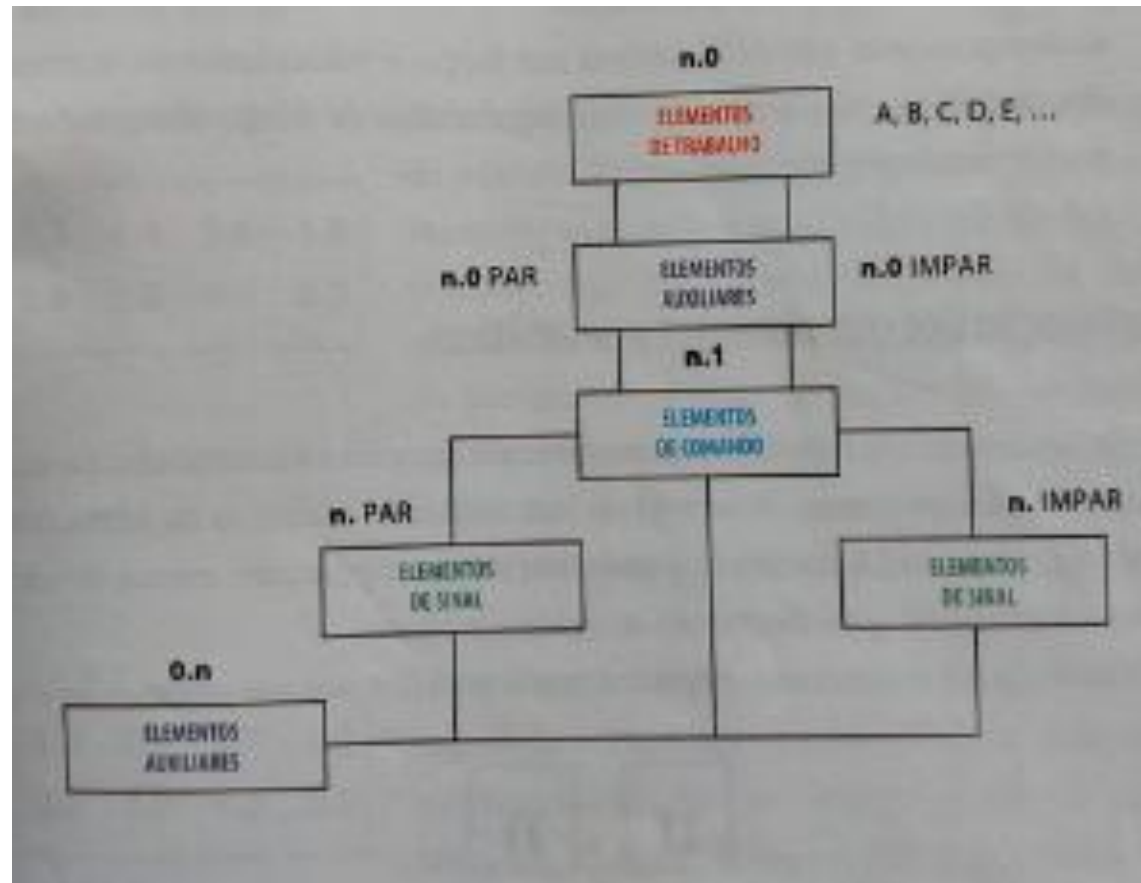 n.0
ELEMENTOS
DE TRABALHO
A, B, C, D, E, ...
n.0 PAR
ELEMENTOS
AUXILIARES
n.0 IMPAR
n.1
ELEMENTOS
DE COMANDO
n. PAR
n. IMPAR
ELEMENTOS
DE SINAL
ELEMENTOS
DE SINAL
0.n
ELEMENTOS
AUXILIARES